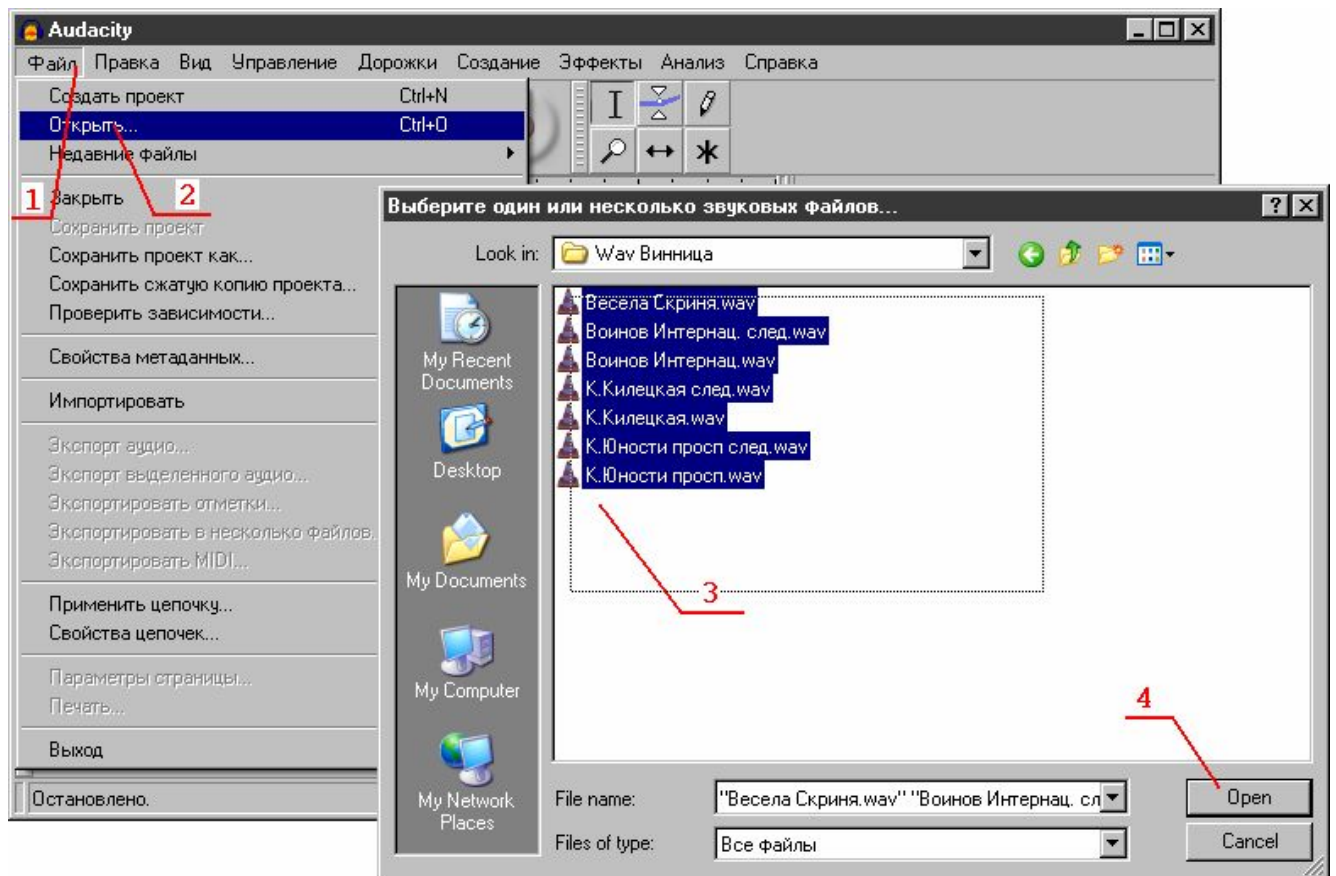 Audacity
Файл Правка Вид Управление Дорожки Создание Эффекты Анализ Справка
Создать проект Ctrl+N
Открыть... Ctrl+O
Недавние файлы
1
2
Закрыть
Сохранить проект
Сохранить проект как...
Сохранить сжатую копию проекта...
Проверить зависимости...
Свойства метаданных...
Импортировать
Экспорт аудио...
Экспорт выделенного аудио...
Экспортировать отметки...
Экспортировать в несколько файлов.
Экспортировать MIDI...
Применить цепочку...
Свойства цепочек...
Параметры страницы...
Печать...
Выход
Остановлено.
Выберите один или несколько звуковых файлов...
Look in: Wav Винница
My Recent
Documents
Desktop
My Documents
My Computer
My Network
Places
Весела Скриня.wav
Воинов Интернац. след.wav
Воинов Интернац.wav
К.Килецкая след.wav
К.Килецкая.wav
К.Юности просп след.wav
К.Юности просп.wav
3
4
File name: "Весела Скриня.wav" "Воинов Интернац. сл
Open
Files of type: Все файлы
Cancel